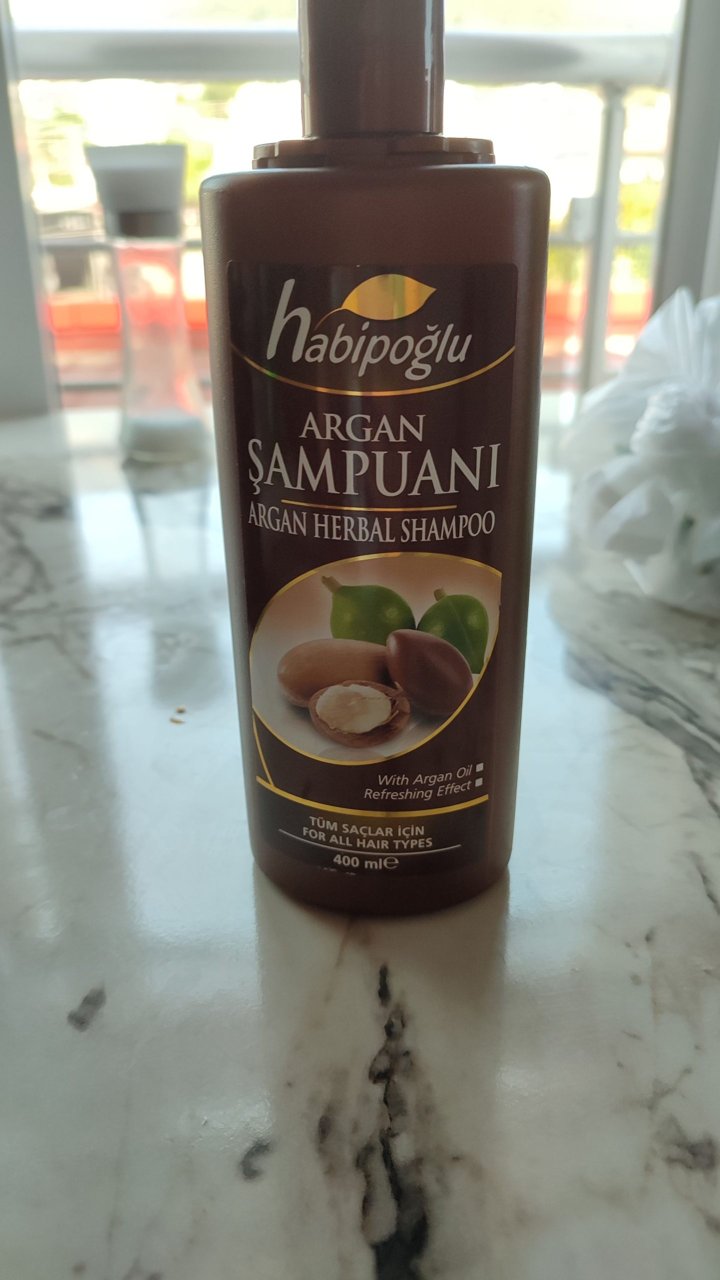 habipoğlu
ARGAN
ŞAMPUANI
ARGAN HERBAL SHAMPOO
With Argan Oil
Refreshing Effect
TÜM SAÇLAR İÇİN
FOR ALL HAIR TYPES
400 ml℮